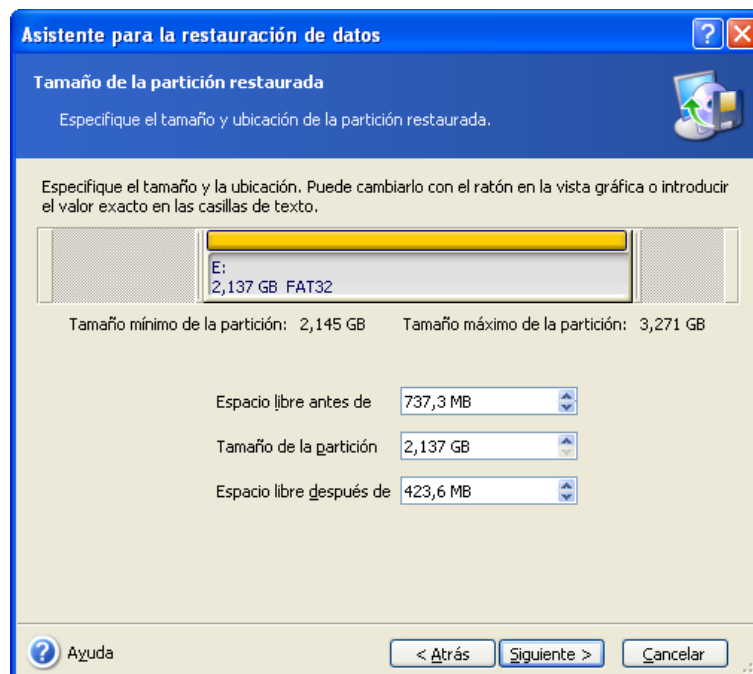 Asistente para la restauración de datos
Tamaño de la partición restaurada
Especifique el tamaño y ubicación de la partición restaurada.
Especifique el tamaño y la ubicación. Puede cambiarlo con el ratón en la vista gráfica o introducir
el valor exacto en las casillas de texto.
E:
2,137 GB FAT32
Tamaño mínimo de la partición: 2,145 GB Tamaño máximo de la partición: 3,271 GB
Espacio libre antes de 737,3 MB
Tamaño de la partición 2,137 GB
Espacio libre después de 423,6 MB
Ayuda < Atrás Siguiente > Cancelar